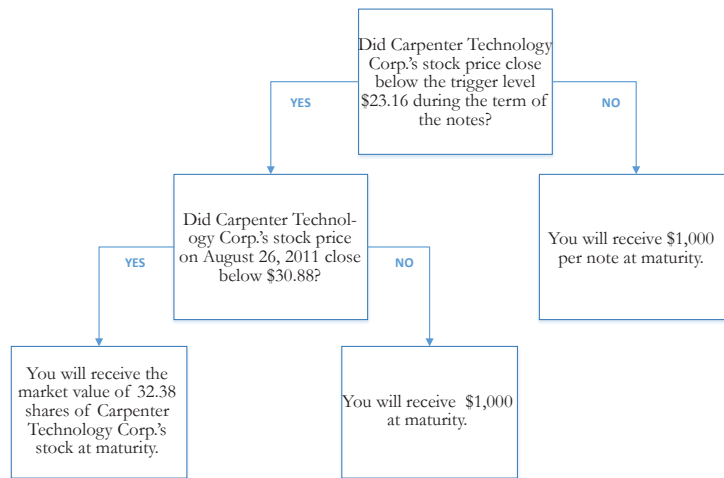 Did Carpenter Technology
Corp.'s stock price close
below the trigger level
$23.16 during the term of
the notes?
YES
NO
Did Carpenter Technol-
ogy Corp.'s stock price
on August 26, 2011 close
below $30.88?
You will receive $1,000
per note at maturity.
YES
NO
You will receive the
market value of 32.38
shares of Carpenter
Technology Corp.'s
stock at maturity.
You will receive  $1,000
at maturity.